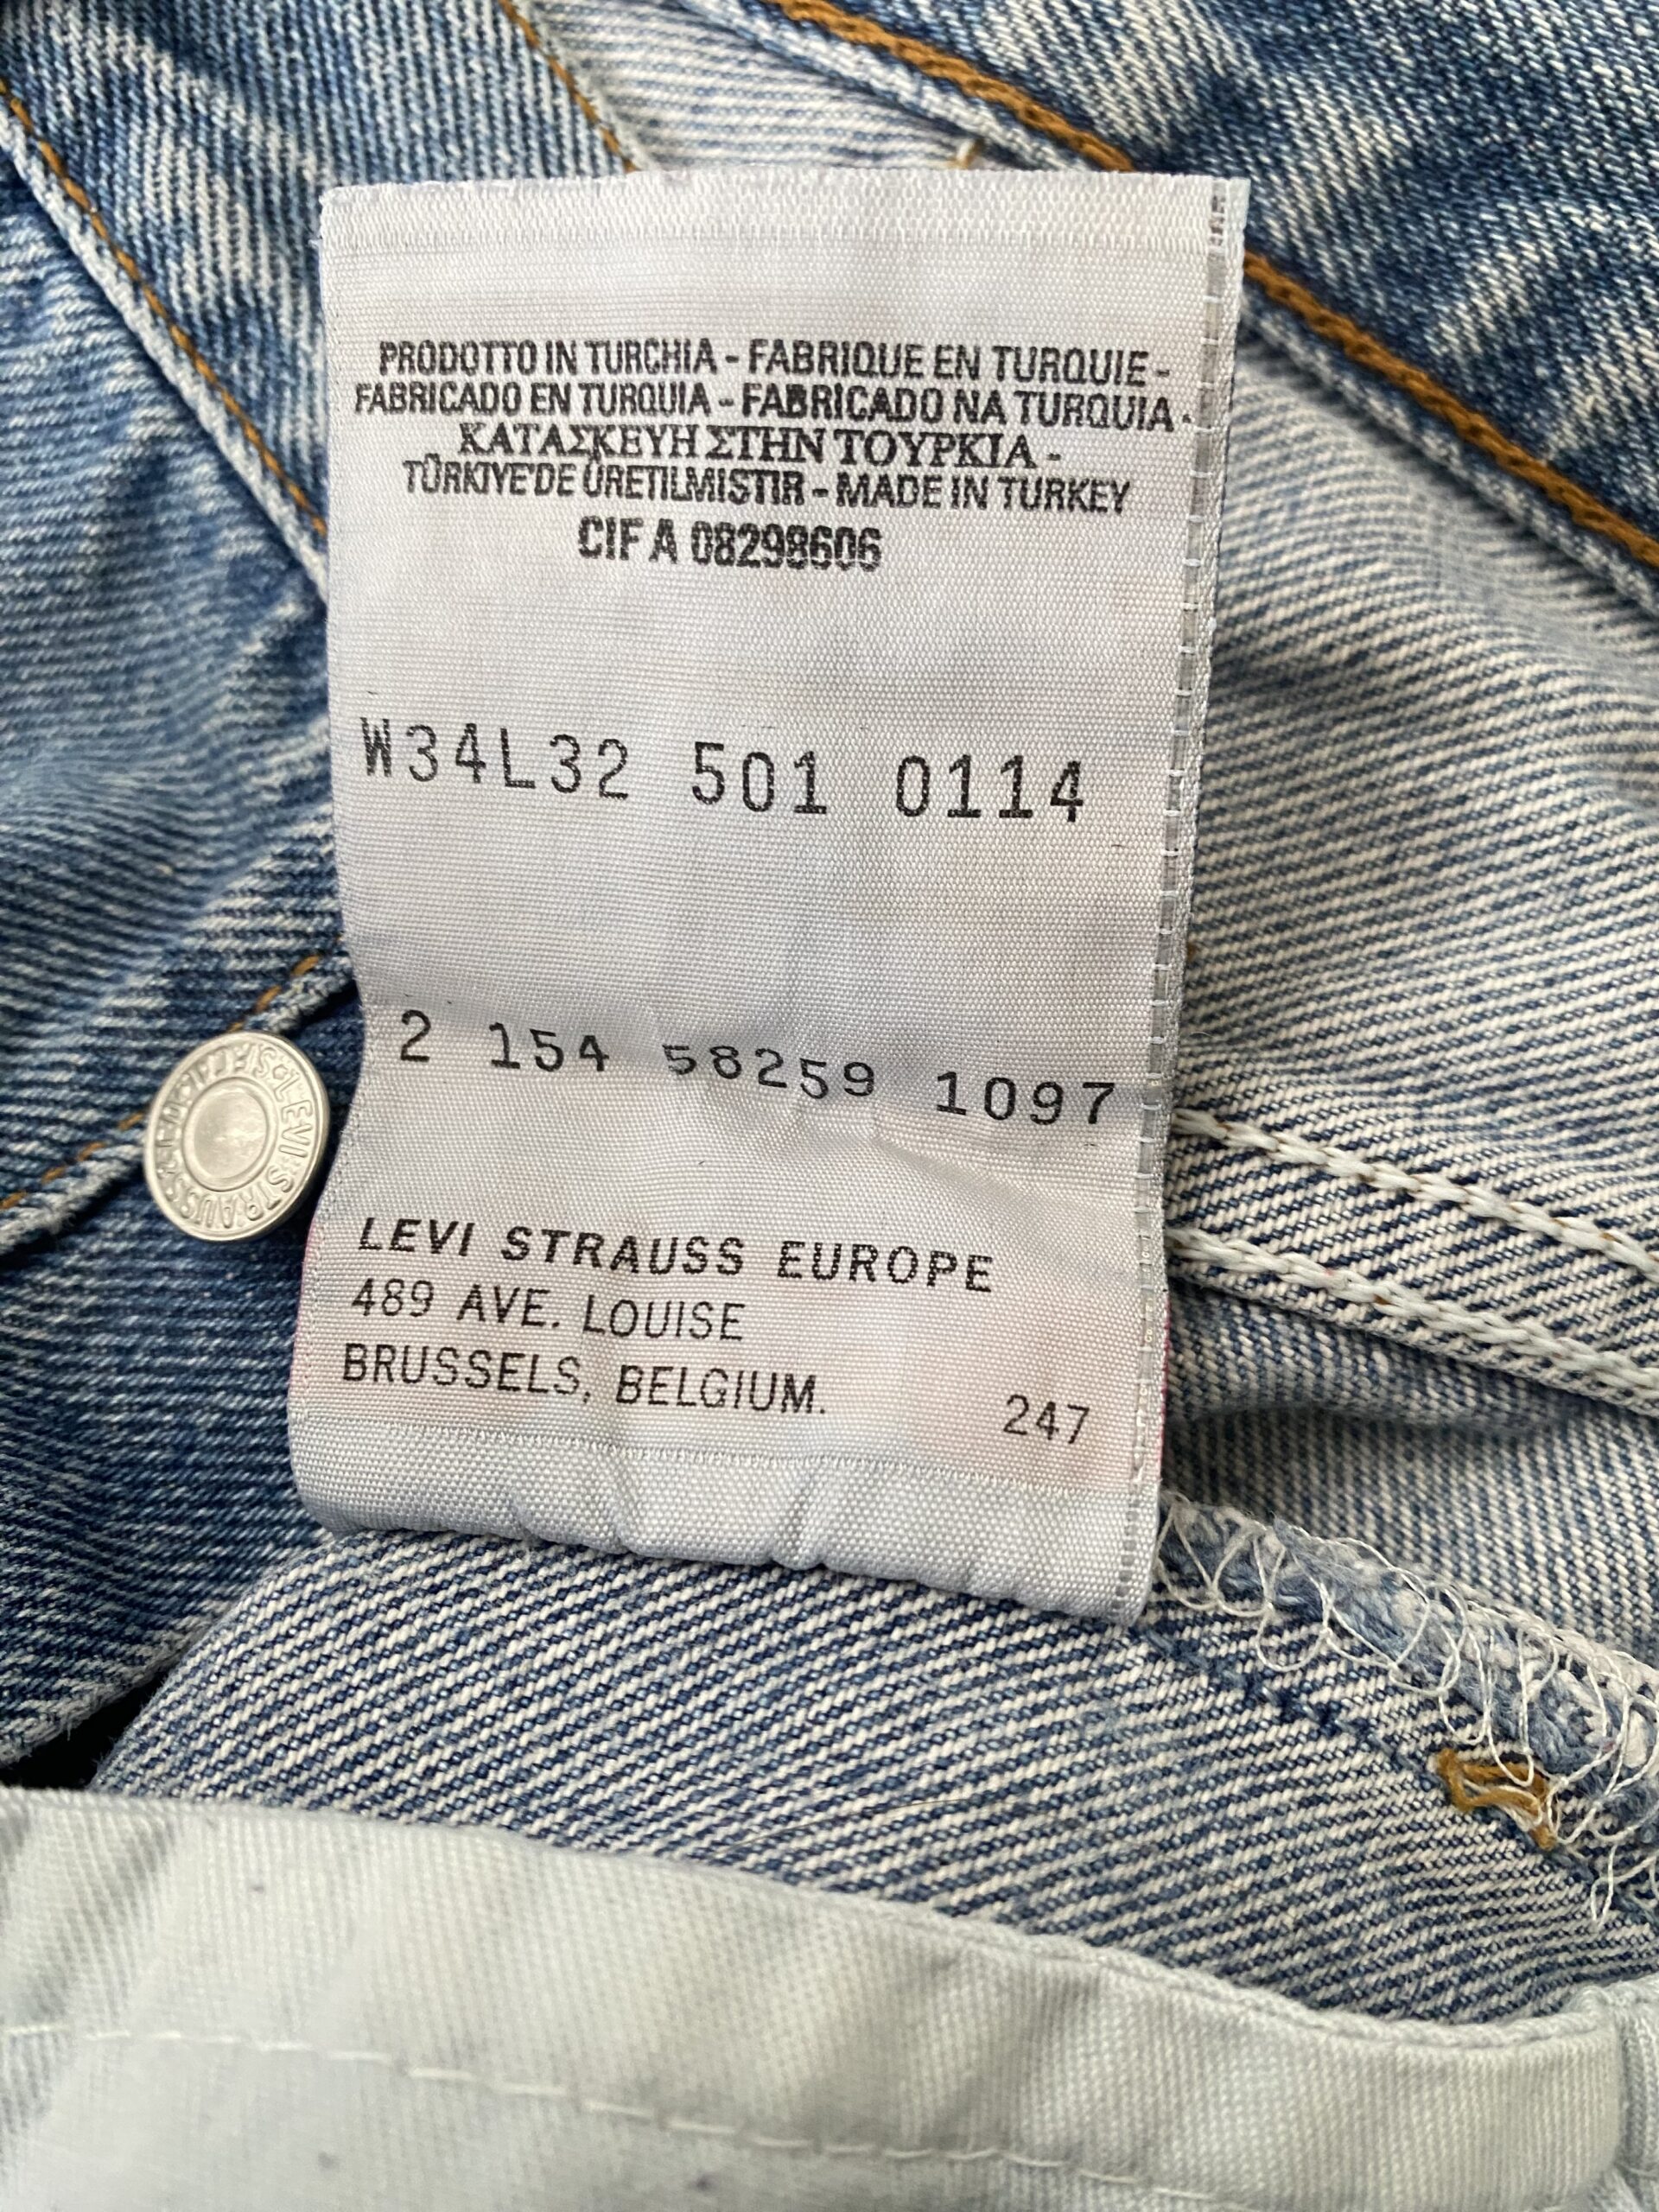 PRODOTTO IN TURCHIA - FABRIQUE EN TURQUIE -
FABRICADO EN TURQUIA - FABRICADO NA TURQUIA -
ΚΑΤΑΣΚΕΥΗ ΣΤΗΝ ΤΟΥΡΚΙΑ -
TÜRKIYE'DE ÜRETILMISTIR - MADE IN TURKEY
CIF A 08298606
W34L32 501 0114
2 154 58259 1097
LEVI STRAUSS EUROPE
489 AVE. LOUISE
BRUSSELS, BELGIUM.
247
LEVI STRAUSS